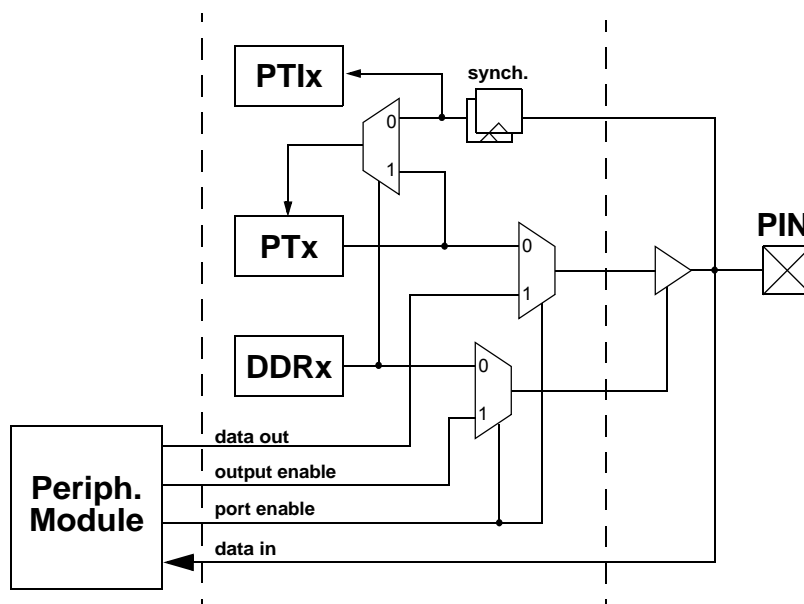 PTIx
synch.
0
1
PTx
0
1
PIN
DDRx
0
1
Periph.
Module
data out
output enable
port enable
data in